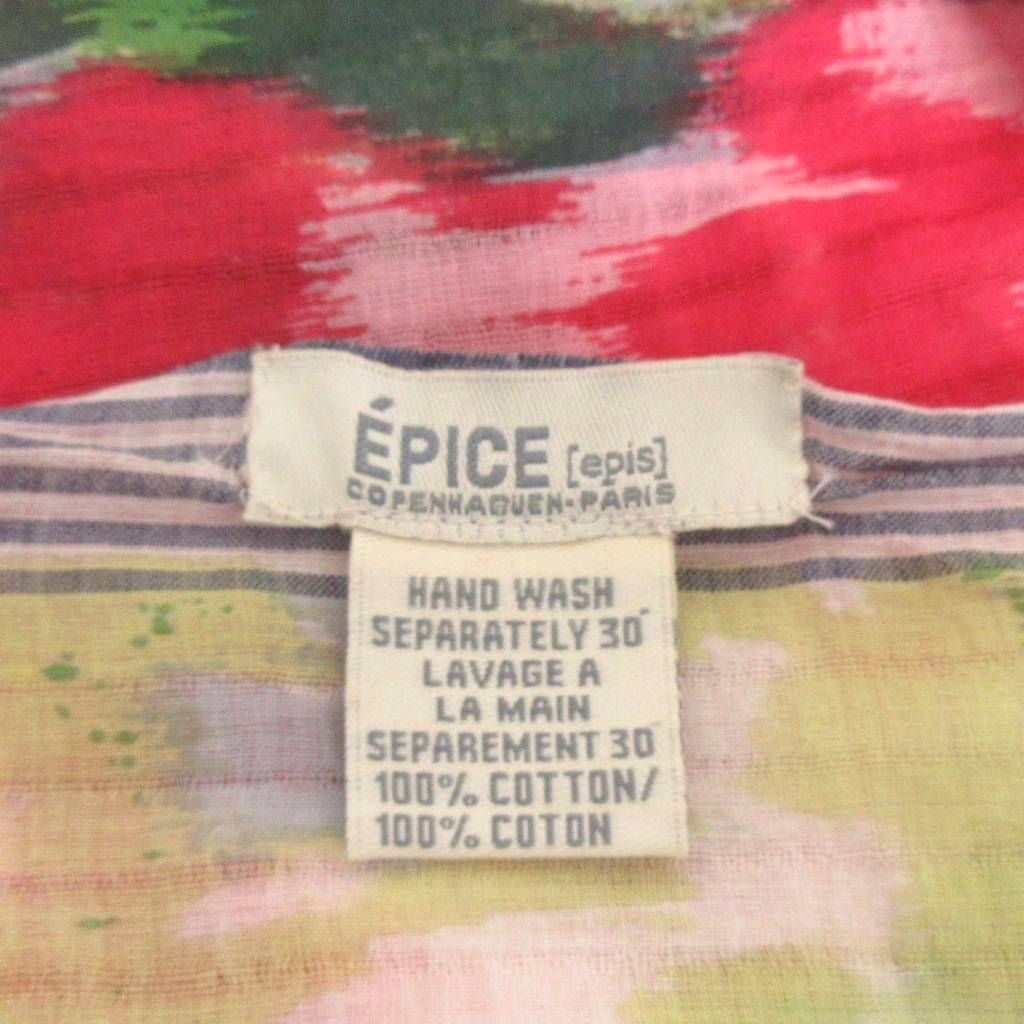 ÉPICE [epis]
COPENHAGUEN-PARIS
HAND WASH
SEPARATELY 30°
LAVAGE A
LA MAIN
SEPAREMENT 30°
100% COTTON/
100% COTON